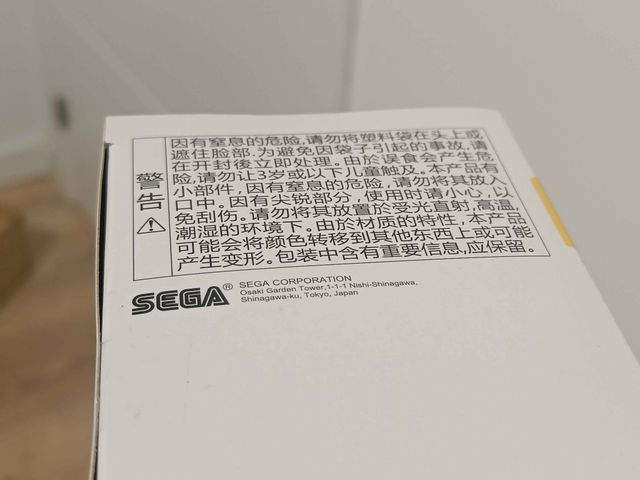 警告
因有窒息的危险,请勿将塑料袋在头上或
遮住脸部.为避免因袋子引起的事故,请
在开封後立即处理。由於误食会产生危
险,请勿让3岁或以下儿童触及。本产品有
小部件,因有窒息的危险,请勿将其放入
口中。因有尖锐部分,使用时请小心,以
免刮伤。请勿将其放置於受光直射,高温,
潮湿的环境下。由於材质的特性,本产品
可能会将颜色转移到其他东西上或可能
产生变形。包装中含有重要信息,应保留。
SEGA®
SEGA CORPORATION
Osaki Garden Tower,1-1-1 Nishi-Shinagawa,
Shinagawa-ku, Tokyo, Japan